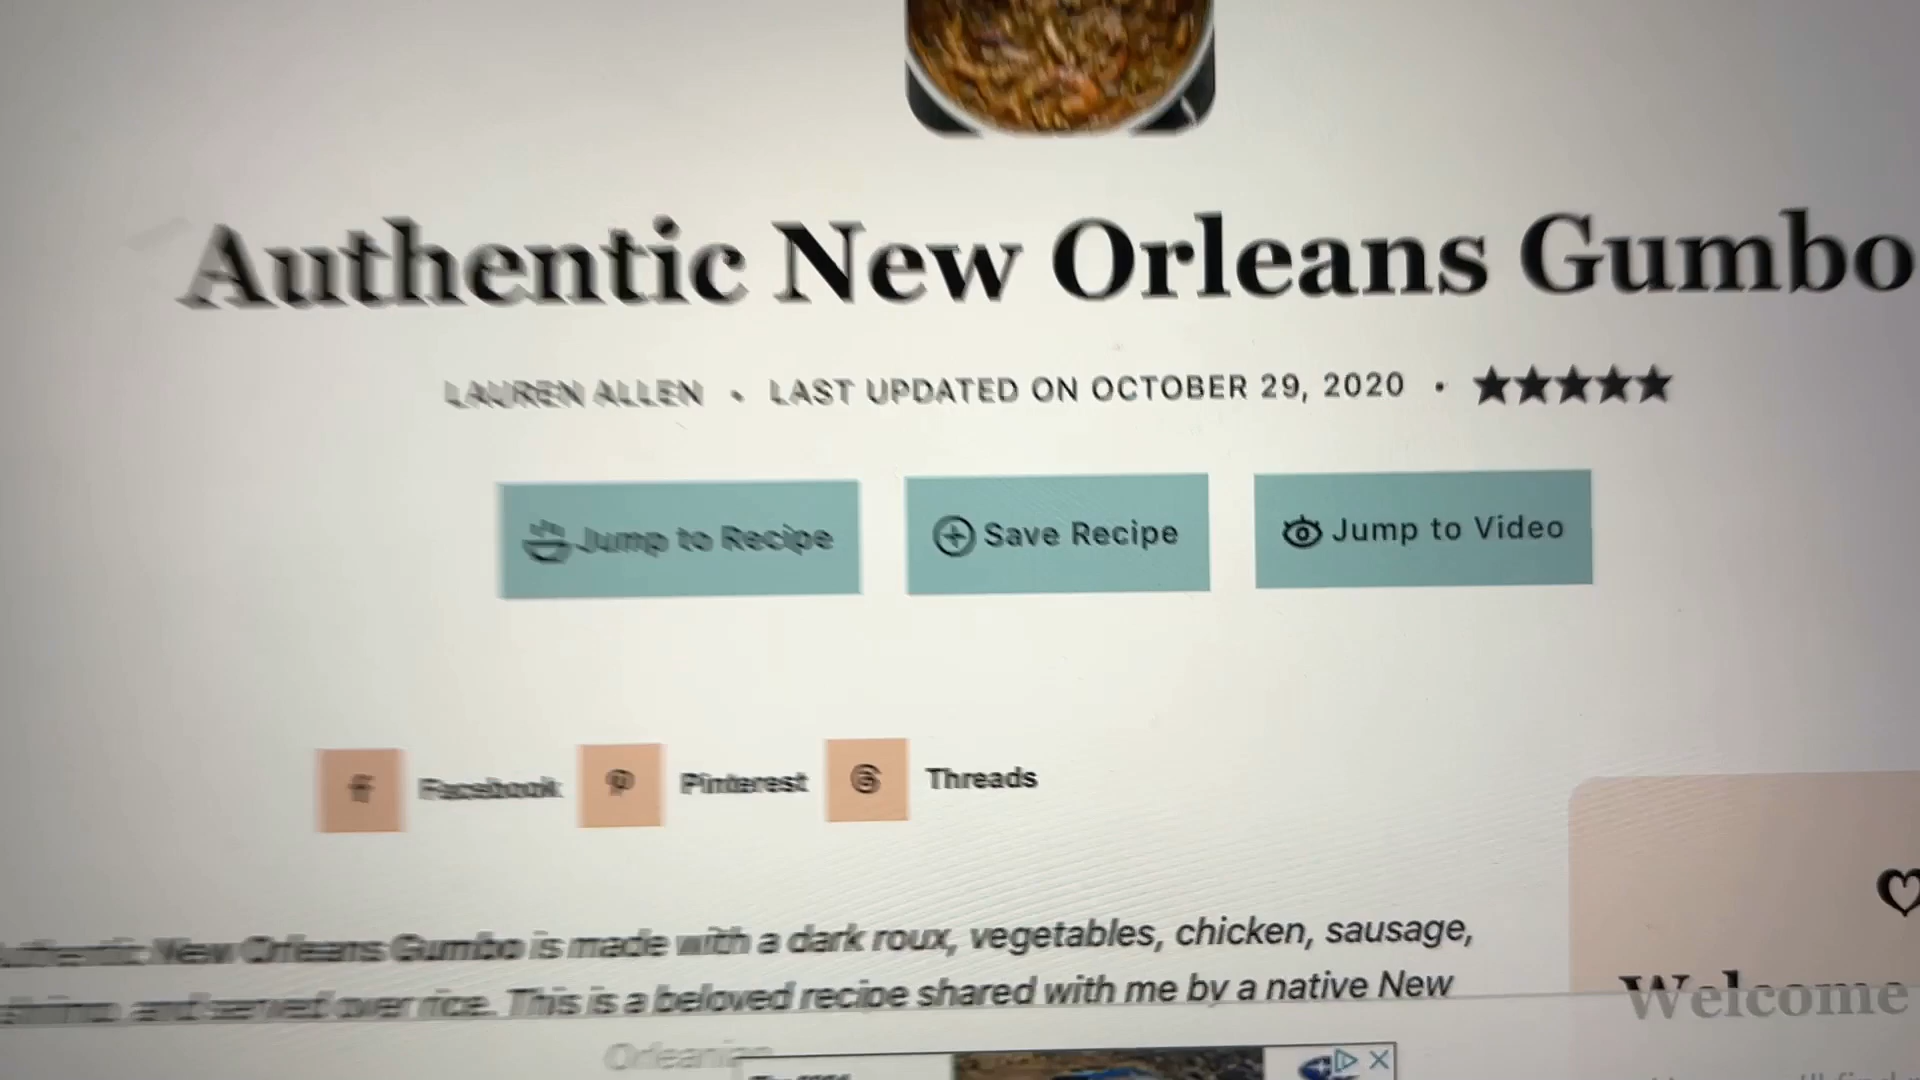 Authentic New Orleans Gumbo
LAUREN ALLEN • LAST UPDATED ON OCTOBER 29, 2020 • ★★★★★
Jump to Recipe
Save Recipe
Jump to Video
Facebook
Pinterest
Threads
Authentic New Orleans Gumbo is made with a dark roux, vegetables, chicken, sausage,
shrimp, and served over rice. This is a beloved recipe shared with me by a native New
Orleanian
Welcome